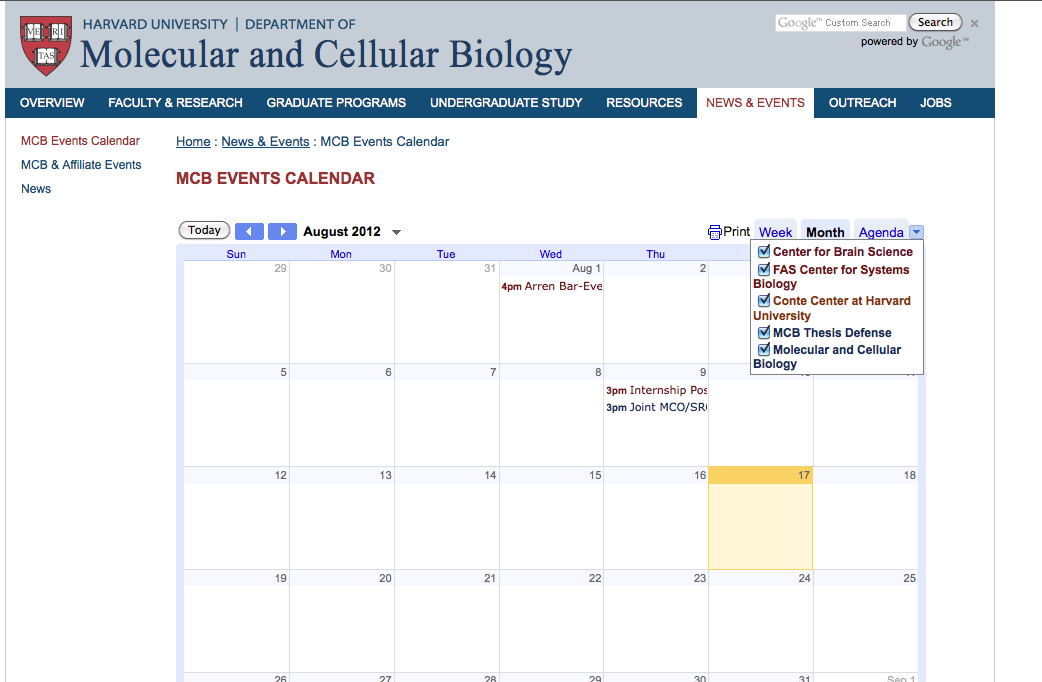 VE RI TAS
HARVARD UNIVERSITY | DEPARTMENT OF
Molecular and Cellular Biology
Google™ Custom Search
Search
×
powered by Google™
OVERVIEW FACULTY & RESEARCH GRADUATE PROGRAMS UNDERGRADUATE STUDY RESOURCES NEWS & EVENTS OUTREACH JOBS
MCB Events Calendar
MCB & Affiliate Events
News
Home : News & Events : MCB Events Calendar
MCB EVENTS CALENDAR
Today August 2012 Print Week Month Agenda
Center for Brain Science
FAS Center for Systems
Biology
Conte Center at Harvard
University
MCB Thesis Defense
Molecular and Cellular
Biology
Sun Mon Tue Wed Thu
29 30 31 Aug 1 2
4pm Arren Bar-Eve
5 6 7 8 9
3pm Internship Pos
3pm Joint MCO/SR
12 13 14 15 16 17 18
19 20 21 22 23 24 25
26 27 28 29 30 31 Sep 1